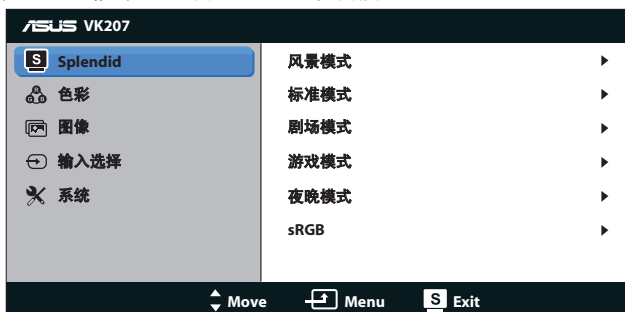 ASUS VK207
S Splendid
色彩
图像
输入选择
系统
风景模式
标准模式
剧场模式
游戏模式
夜晚模式
sRGB
Move Menu S Exit